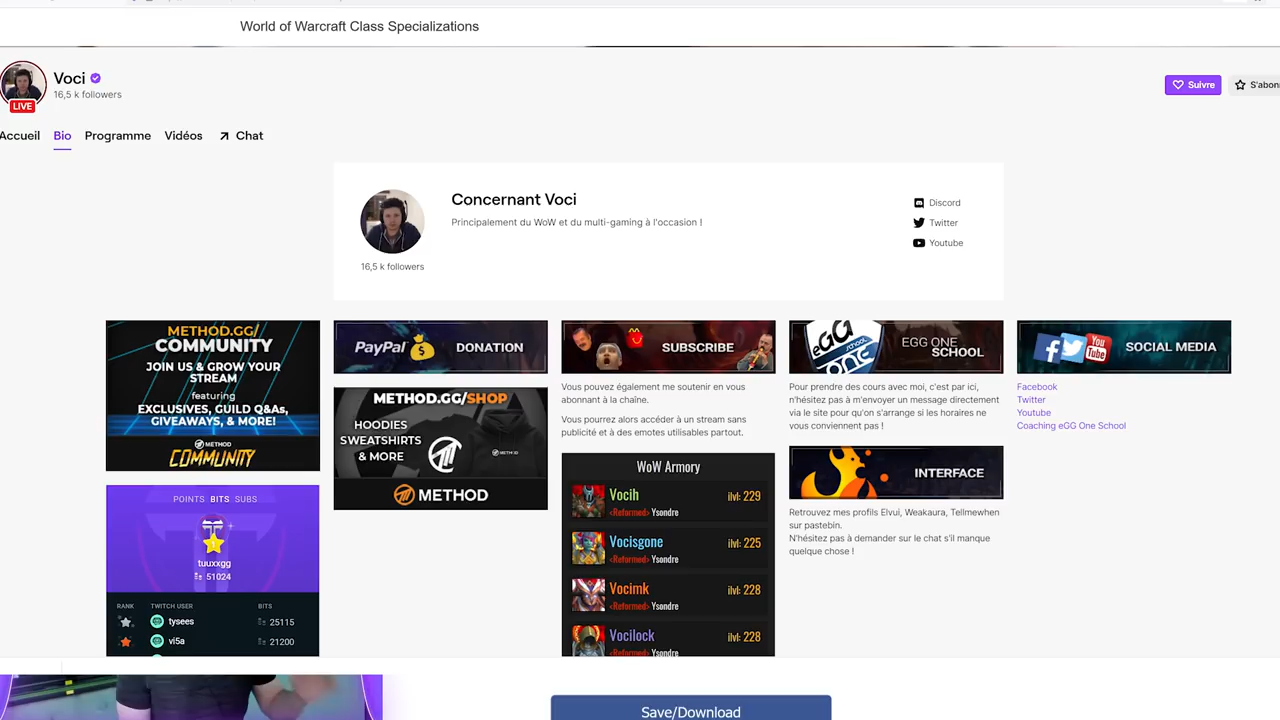 World of Warcraft Class Specializations
Voci
16,5 k followers
LIVE
Suivre
S'abon
Accueil
Bio
Programme
Vidéos
Chat
Concernant Voci
Principalement du WoW et du multi-gaming à l'occasion !
16,5 k followers
Discord
Twitter
Youtube
METHOD.GG/
COMMUNITY
JOIN US & GROW YOUR
STREAM
featuring
EXCLUSIVES, GUILD Q&As,
GIVEAWAYS, & MORE!
METHOD
COMMUNITY
POINTS BITS SUBS
1
tuuxxgg
51024
RANK TWITCH USER BITS
tysees 25115
vi5a 21200
PayPal DONATION
METHOD.GG/SHOP
HOODIES
SWEATSHIRTS
& MORE
METHOD
METHOD
SUBSCRIBE
Vous pouvez également me soutenir en vous
abonnant à la chaîne.
Vous pourrez alors accéder à un stream sans
publicité et à des emotes utilisables partout.
WoW Armory
Vocih ilvl: 229
<Reformed> Ysondre
Vocisgone ilvl: 225
<Reformed> Ysondre
Vocimk ilvl: 228
<Reformed> Ysondre
Vocilock ilvl: 228
<Reformed> Ysondre
eGG school ONE
EGG ONE
SCHOOL
Pour prendre des cours avec moi, c'est par ici,
n'hésitez pas à m'envoyer un message directement
via le site pour qu'on s'arrange si les horaires ne
vous conviennent pas !
INTERFACE
Retrouvez mes profils Elvui, Weakaura, Tellmewhen
sur pastebin.
N'hésitez pas à demander sur le chat s'il manque
quelque chose !
You Tube
SOCIAL MEDIA
Facebook
Twitter
Youtube
Coaching eGG One School
Save/Download